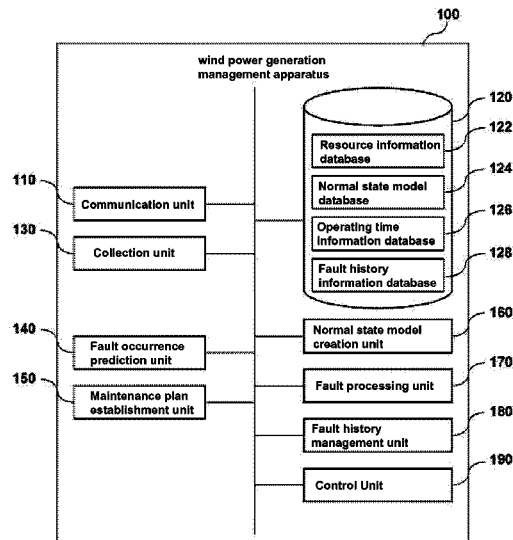 100
wind power generation
management apparatus
120
122
Resource information
database
124
Normal state model
database
110
Communication unit
126
Operating time
information database
130
Collection unit
128
Fault history
information database
160
Normal state model
creation unit
140
Fault occurrence
prediction unit
170
Fault processing unit
150
Maintenance plan
establishment unit
180
Fault history
management unit
190
Control Unit